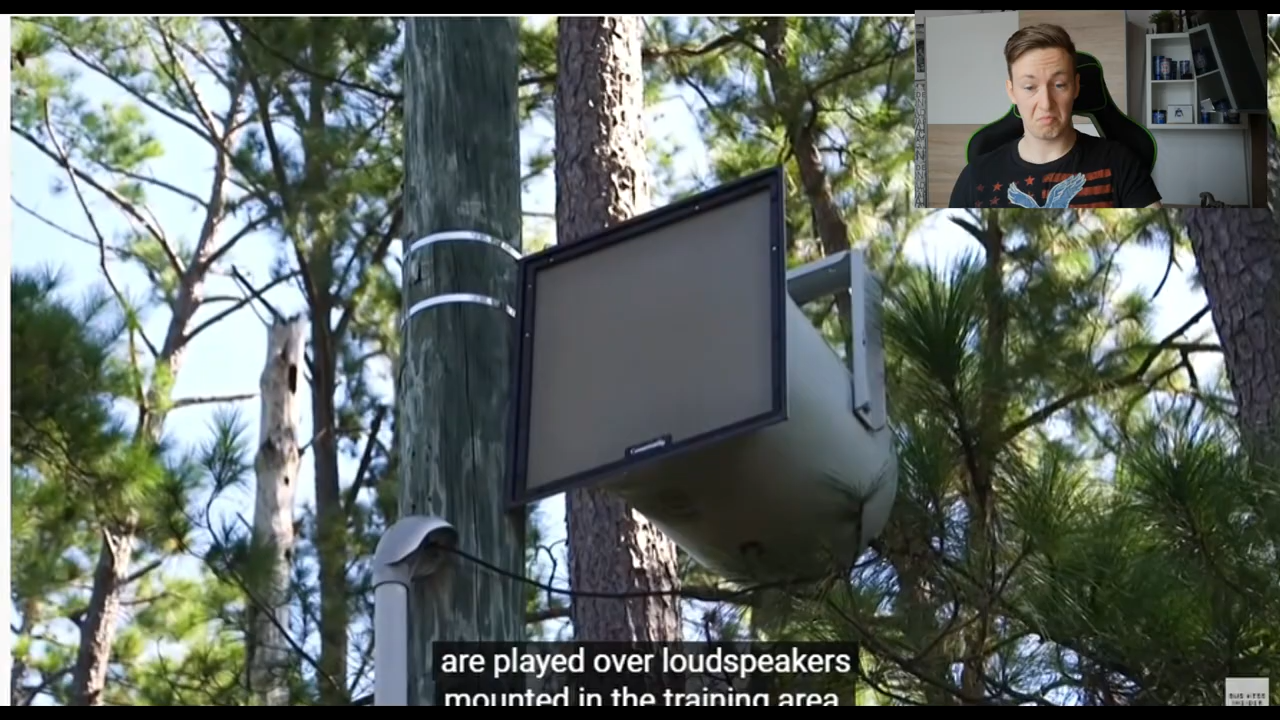 are played over loudspeakers
mounted in the training area